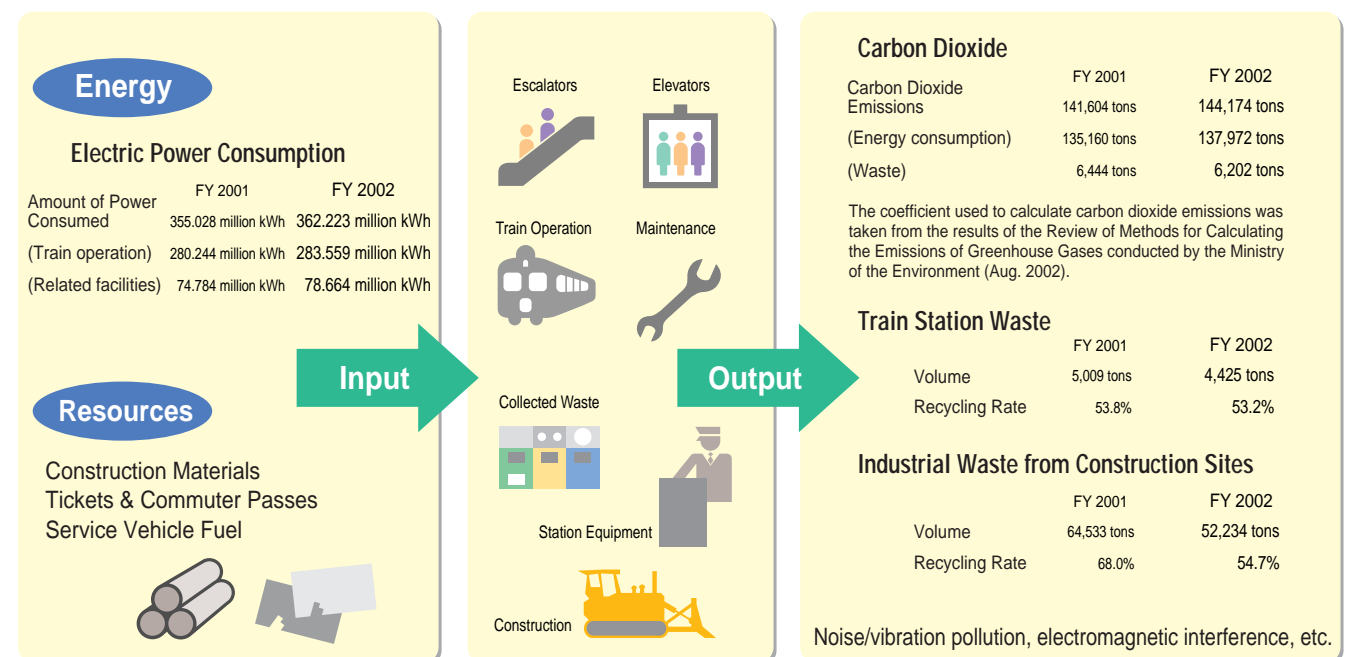 Energy
Electric Power Consumption
FY 2001 FY 2002
Amount of Power
Consumed 355.028 million kWh 362.223 million kWh
(Train operation) 280.244 million kWh 283.559 million kWh
(Related facilities) 74.784 million kWh 78.664 million kWh
Input
Resources
Construction Materials
Tickets & Commuter Passes
Service Vehicle Fuel
Escalators Elevators
Train Operation Maintenance
Collected Waste
Station Equipment
Construction
Output
Carbon Dioxide
FY 2001 FY 2002
Carbon Dioxide
Emissions 141,604 tons 144,174 tons
(Energy consumption) 135,160 tons 137,972 tons
(Waste) 6,444 tons 6,202 tons
The coefficient used to calculate carbon dioxide emissions was
taken from the results of the Review of Methods for Calculating
the Emissions of Greenhouse Gases conducted by the Ministry
of the Environment (Aug. 2002).
Train Station Waste
FY 2001 FY 2002
Volume 5,009 tons 4,425 tons
Recycling Rate 53.8% 53.2%
Industrial Waste from Construction Sites
FY 2001 FY 2002
Volume 64,533 tons 52,234 tons
Recycling Rate 68.0% 54.7%
Noise/vibration pollution, electromagnetic interference, etc.